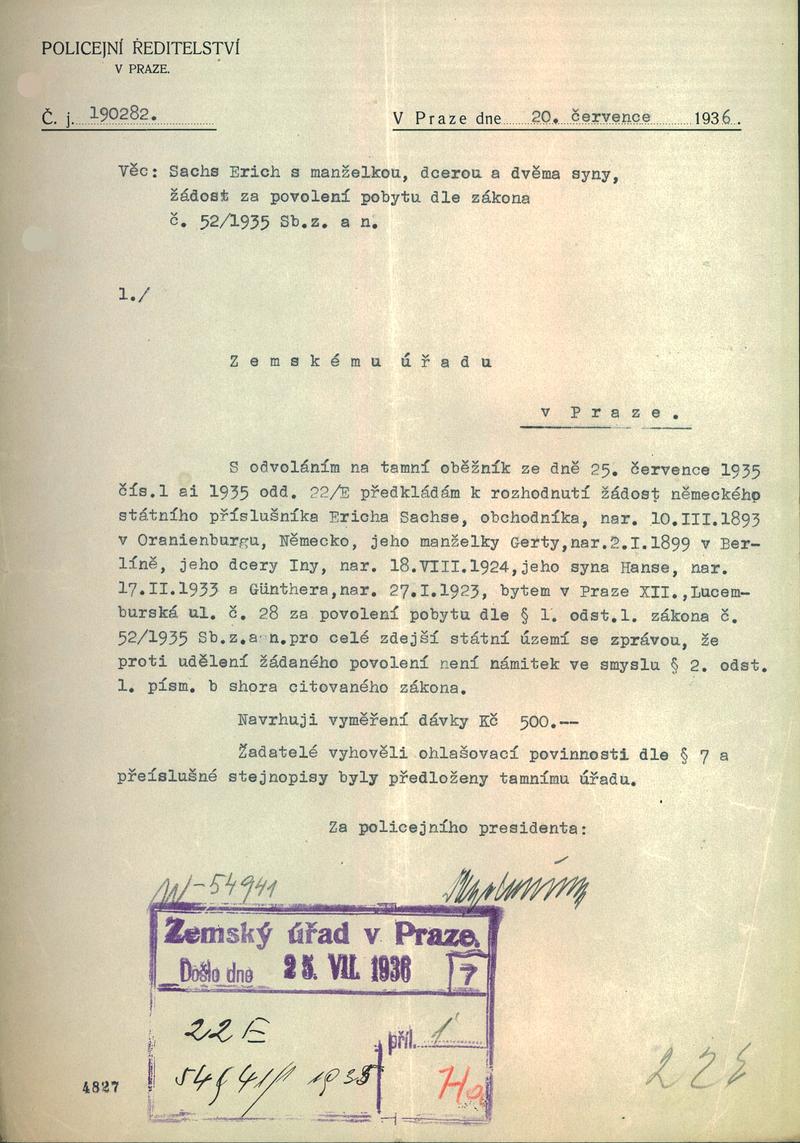 POLICEJNÍ ŘEDITELSTVÍ
V PRAZE.
Č. j. 190282.
V Praze dne 20. července 1936.
Věc: Sachs Erich s manželkou, dcerou a dvěma syny,
žádost za povolení pobytu dle zákona
č. 52/1935 Sb.z. a n.
1./
Zemskému úřadu
v Praze.
S odvoláním na tamní oběžník ze dně 25. července 1935
čís.1 ai 1935 odd. 22/E předkládám k rozhodnutí žádost německého
státního příslušníka Ericha Sachse, obchodníka, nar. 10.III.1893
v Oranienburgu, Německo, jeho manželky Gerty,nar.2.I.1899 v Ber-
líně, jeho dcery Iny, nar. 18.VIII.1924,jeho syna Hanse, nar.
17.II.1933 a Günthera,nar. 27.I.1923, bytem v Praze XII.,Lucem-
burská ul. č. 28 za povolení pobytu dle § 1. odst.1. zákona č.
52/1935 Sb.z.a n.pro celé zdejší státní území se zprávou, že
proti udělení žádaného povolení není námitek ve smyslu § 2. odst.
1. písm. b shora citovaného zákona.
Navrhuji vyměření dávky Kč 500.--
Žadatelé vyhověli ohlašovací povinnosti dle § 7 a
přeíslušné stejnopisy byly předloženy tamnímu úřadu.
Za policejního presidenta:
54941
Zemský úřad v Praze.
Došlo dne 25. VII. 1936 7
22 E
příl. 1
1935
4827